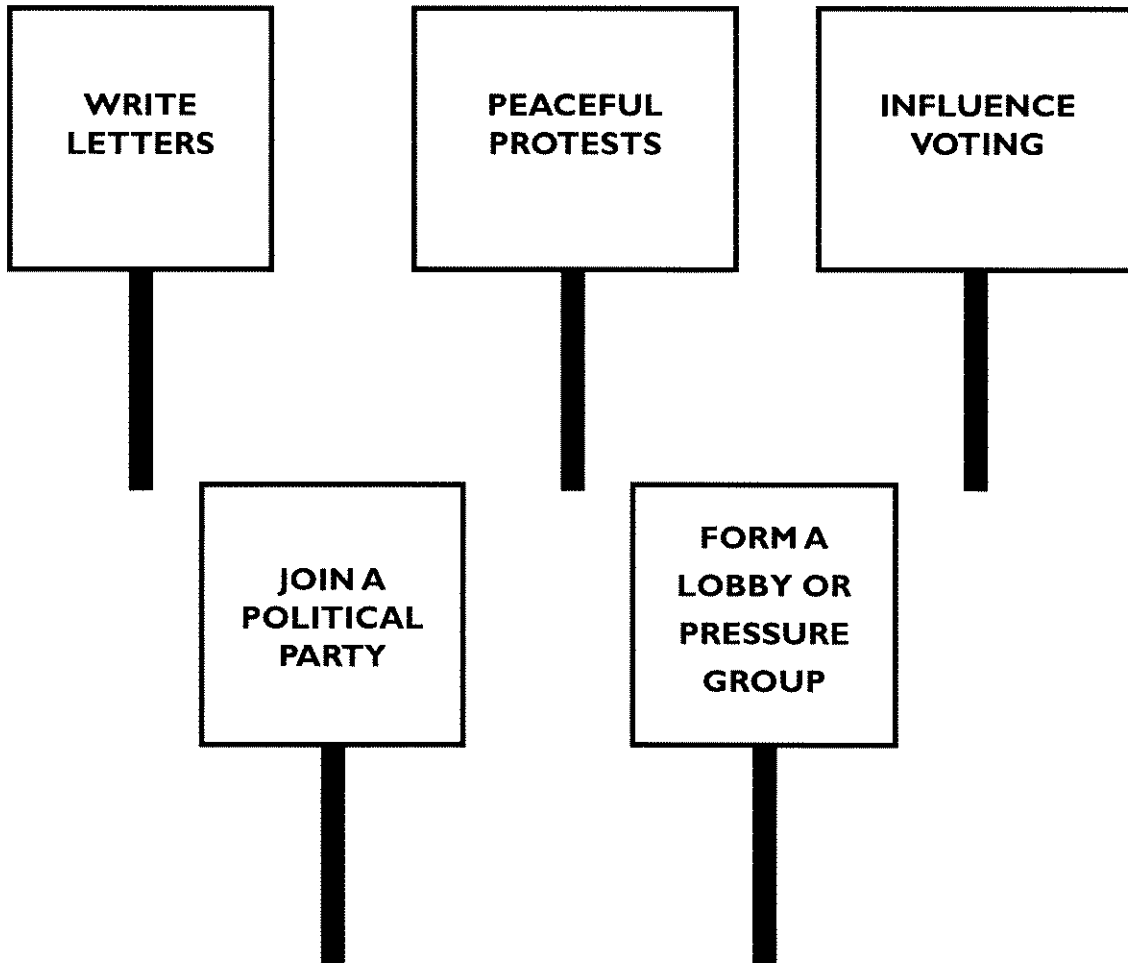 WRITE
LETTERS
PEACEFUL
PROTESTS
INFLUENCE
VOTING
JOIN A
POLITICAL
PARTY
FORM A
LOBBY OR
PRESSURE
GROUP